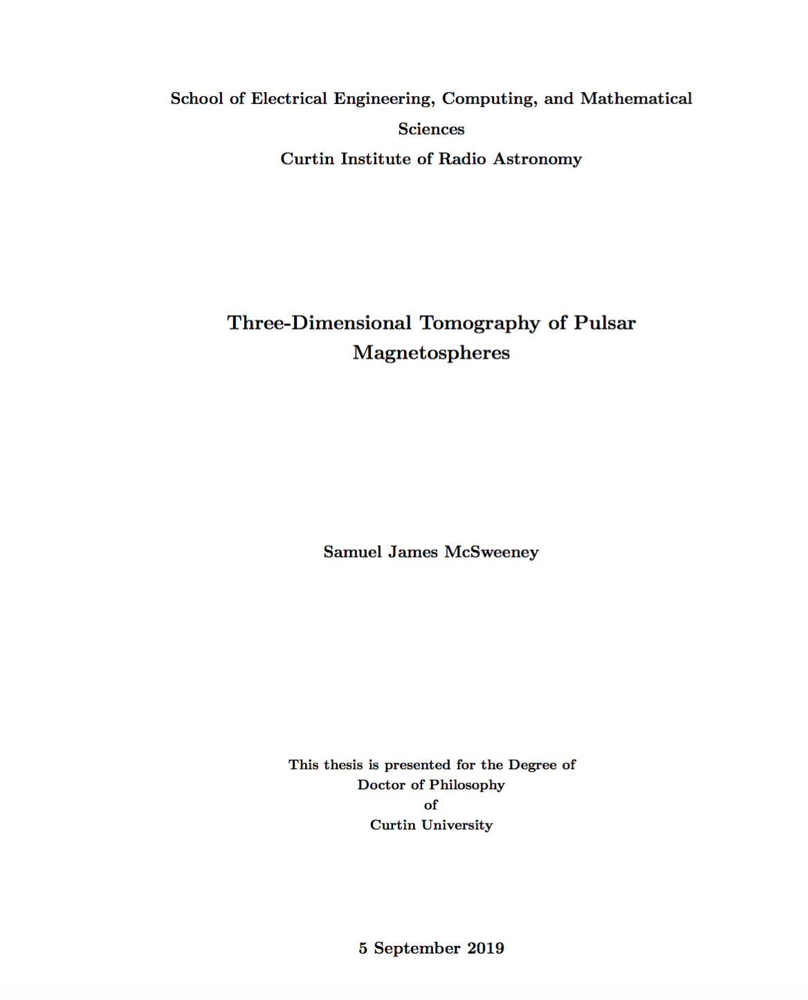 School of Electrical Engineering, Computing, and Mathematical
Sciences
Curtin Institute of Radio Astronomy
Three-Dimensional Tomography of Pulsar
Magnetospheres
Samuel James McSweeney
This thesis is presented for the Degree of
Doctor of Philosophy
of
Curtin University
5 September 2019